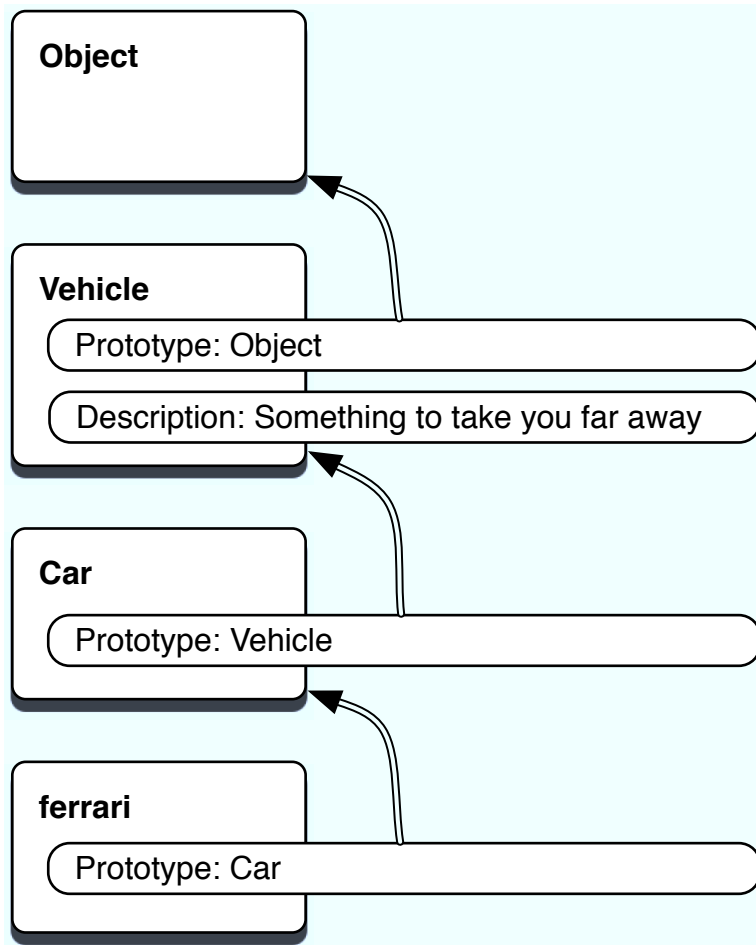 Object
Vehicle
Prototype: Object
Description: Something to take you far away
Car
Prototype: Vehicle
ferrari
Prototype: Car